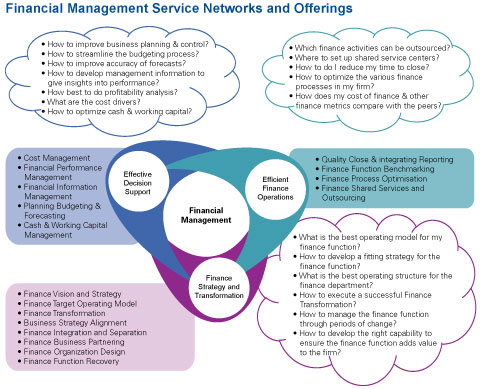 Financial Management Service Networks and Offerings
• How to improve business planning & control?
• How to streamline the budgeting process?
• How to improve accuracy of forecasts?
• How to develop management information to
give insights into performance?
• How best to do profitability analysis?
• What are the cost drivers?
• How to optimize cash & working capital?
• Which finance activities can be outsourced?
• Where to set up shared service centers?
• How to do I reduce my time to close?
• How to optimize the various finance
processes in my firm?
• How does my cost of finance & other
finance metrics compare with the peers?
• Cost Management
• Financial Performance
Management
• Financial Information
Management
• Planning Budgeting &
Forecasting
• Cash & Working Capital
Management
Effective
Decision
Support
Efficient
Finance
Operations
Financial
Management
Finance
Strategy and
Transformation
• Quality Close & integrating Reporting
• Finance Function Benchmarking
• Finance Process Optimisation
• Finance Shared Services and
Outsourcing
• What is the best operating model for my
finance function?
• How to develop a fitting strategy for
the finance function?
• What is the best operating structure for the
finance department?
• How to execute a successful Finance
Transformation?
• How to manage the finance function
through periods of change?
• How to develop the right capability to
ensure the finance function adds value
to the firm?
• Finance Vision and Strategy
• Finance Target Operating Model
• Finance Transformation
• Business Strategy Alignment
• Finance Integration and Separation
• Finance Business Partnering
• Finance Organization Design
• Finance Function Recovery